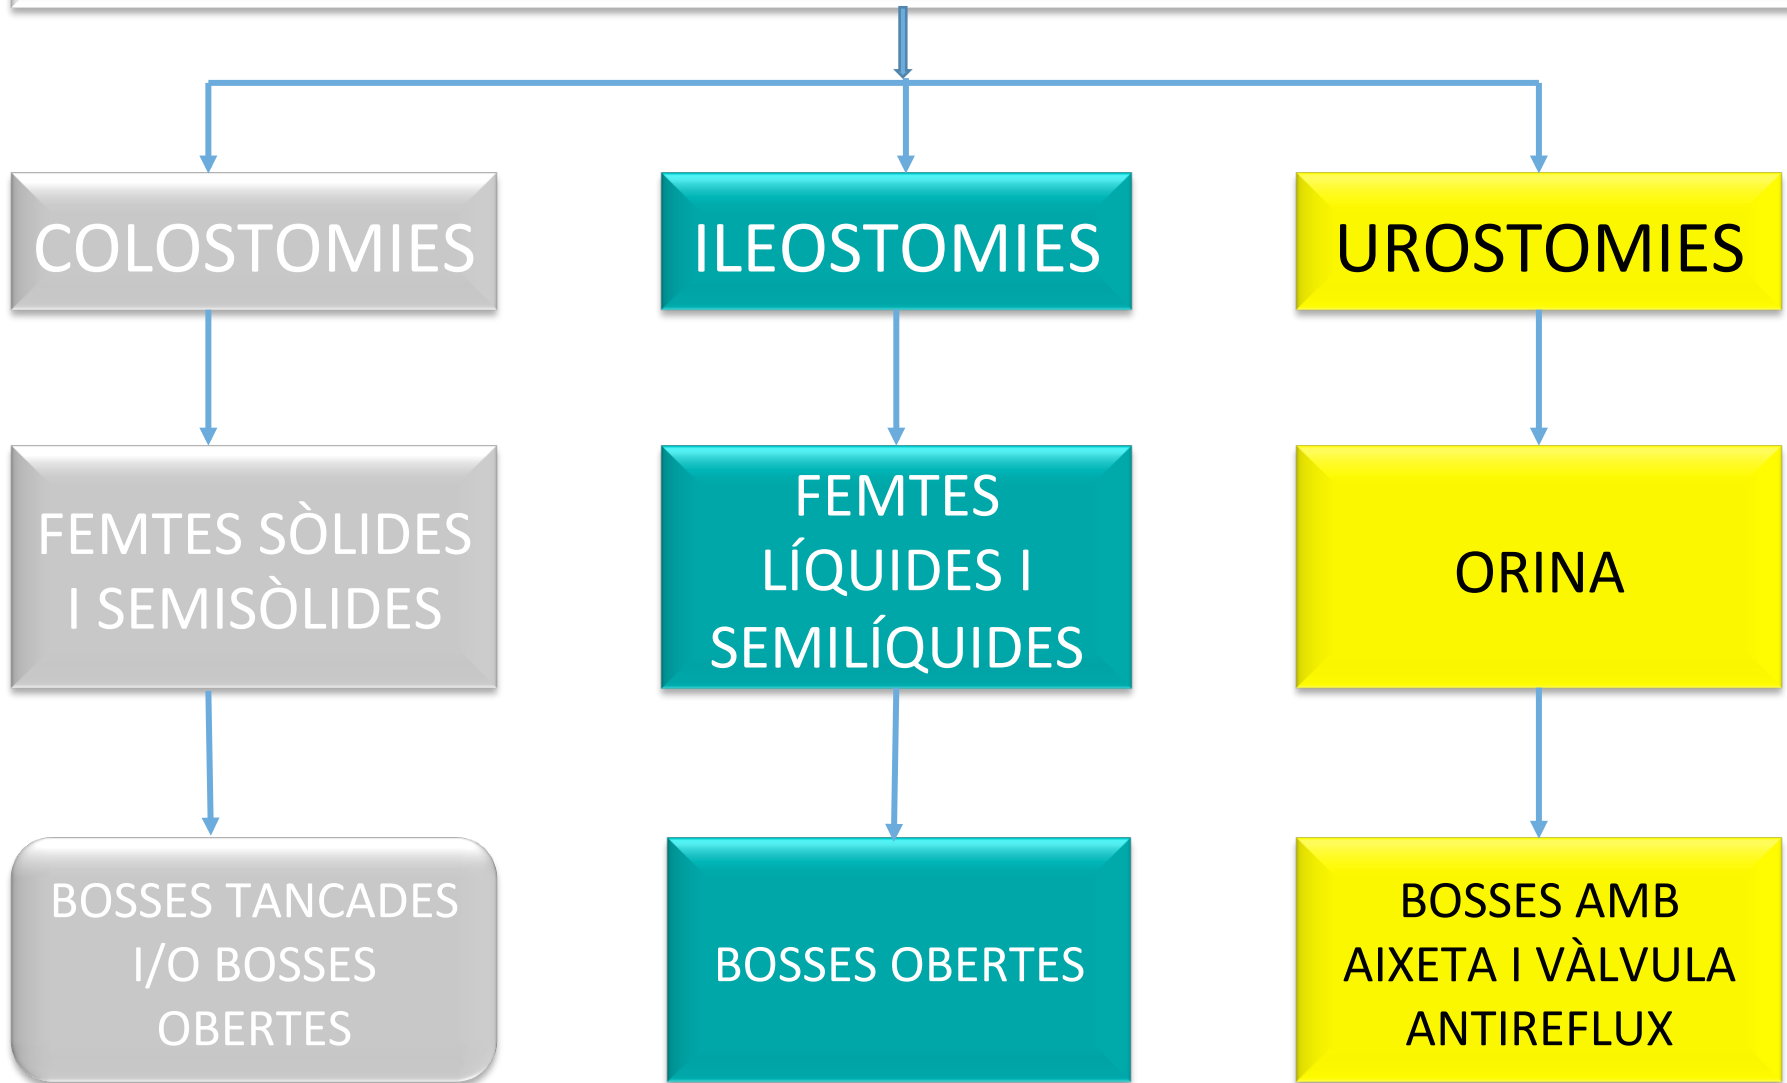 COLOSTOMIES
ILEOSTOMIES
UROSTOMIES
FEMTES SÒLIDES
I SEMISÒLIDES
FEMTES
LÍQUIDES I
SEMILÍQUIDES
ORINA
BOSSES TANCADES
I/O BOSSES
OBERTES
BOSSES OBERTES
BOSSES AMB
AIXETA I VÀLVULA
ANTIREFLUX